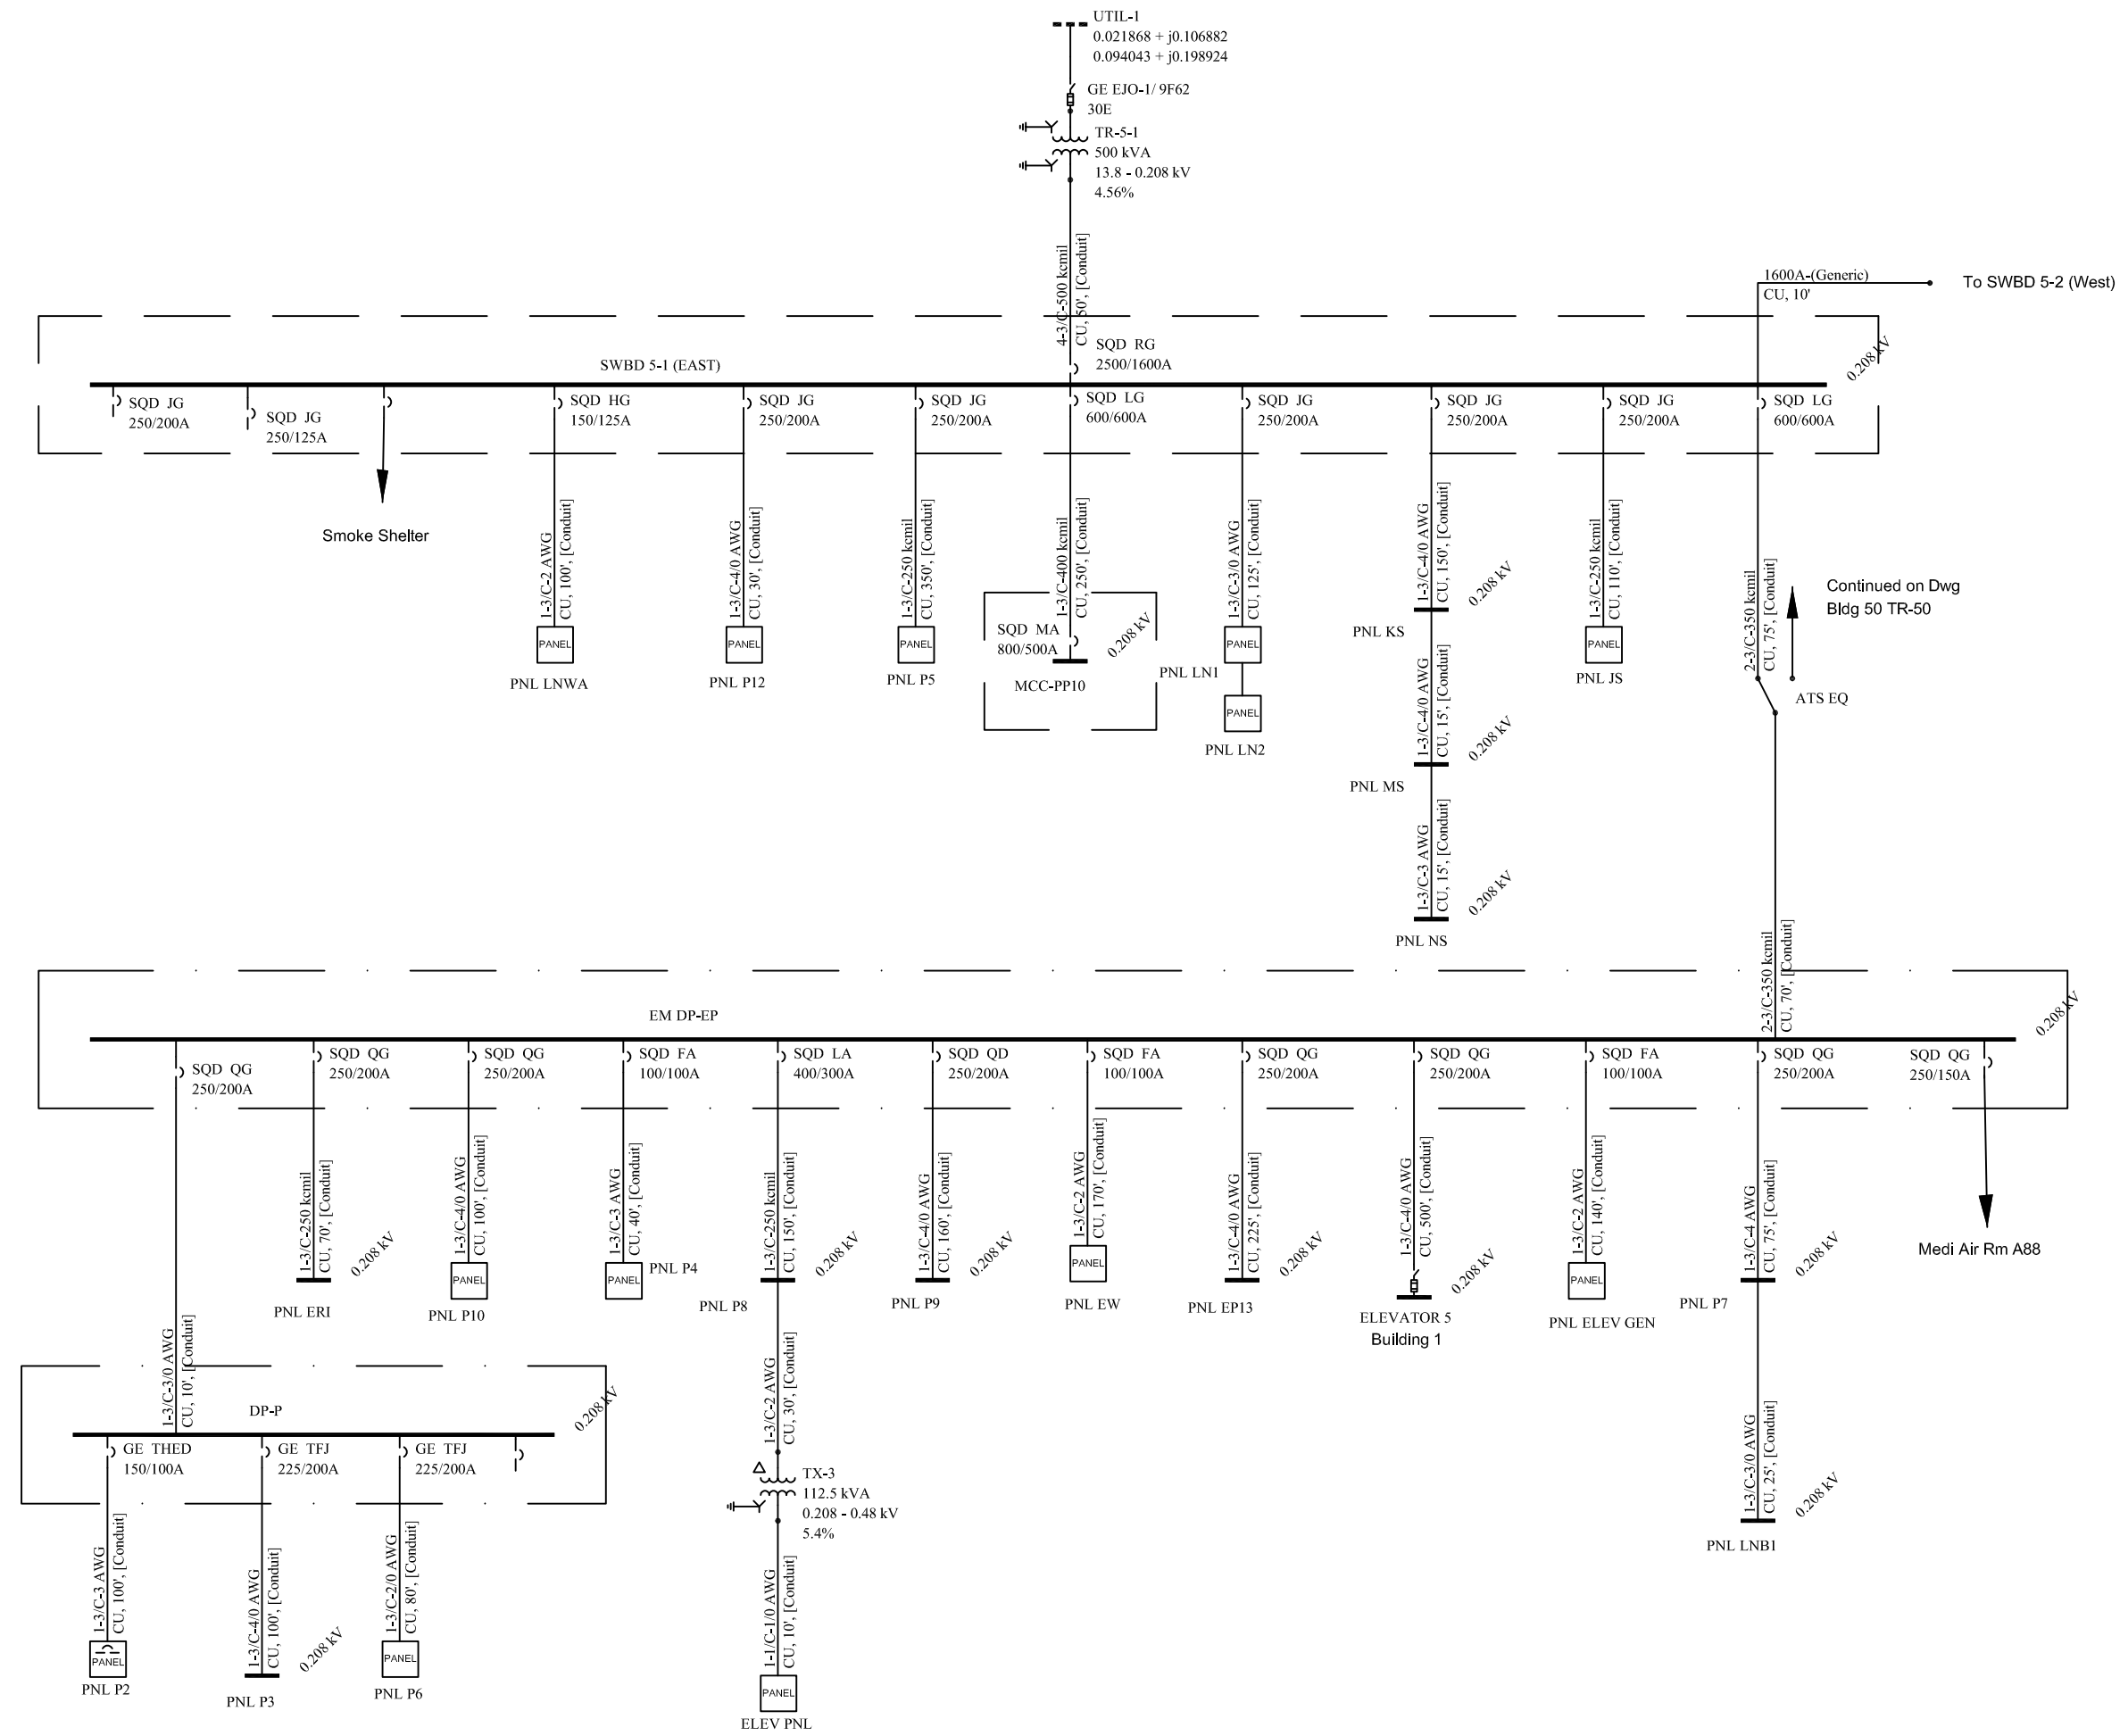 UTIL-1
0.021868 + j0.106882
0.094043 + j0.198924
GE EJO-1/ 9F62
30E
TR-5-1
500 kVA
13.8 - 0.208 kV
4.56%
4-3/C-500 kcmil
CU, 50', [Conduit]
1600A-(Generic)
CU, 10'
To SWBD 5-2 (West)
SQD RG
2500/1600A
SWBD 5-1 (EAST)
0.208 kV
SQD JG
250/200A
SQD JG
250/125A
SQD HG
150/125A
SQD JG
250/200A
SQD JG
250/200A
SQD LG
600/600A
SQD JG
250/200A
SQD JG
250/200A
SQD JG
250/200A
SQD LG
600/600A
Smoke Shelter
1-3/C-2 AWG
CU, 100', [Conduit]
PANEL
PNL LNWA
1-3/C-4/0 AWG
CU, 30', [Conduit]
PANEL
PNL P12
1-3/C-250 kcmil
CU, 350', [Conduit]
PANEL
PNL P5
1-3/C-400 kcmil
CU, 250', [Conduit]
SQD MA
800/500A
0.208 kV
MCC-PP10
1-3/C-3/0 AWG
CU, 125', [Conduit]
PANEL
PNL LN1
PANEL
PNL LN2
1-3/C-4/0 AWG
CU, 150', [Conduit]
0.208 kV
PNL KS
1-3/C-4/0 AWG
CU, 15', [Conduit]
0.208 kV
PNL MS
1-3/C-3 AWG
CU, 15', [Conduit]
0.208 kV
PNL NS
1-3/C-250 kcmil
CU, 110', [Conduit]
PANEL
PNL JS
2-3/C-350 kcmil
CU, 75', [Conduit]
Continued on Dwg
Bldg 50 TR-50
ATS EQ
2-3/C-350 kcmil
CU, 70', [Conduit]
EM DP-EP
0.208 kV
SQD QG
250/200A
SQD QG
250/200A
SQD QG
250/200A
SQD FA
100/100A
SQD LA
400/300A
SQD QD
250/200A
SQD FA
100/100A
SQD QG
250/200A
SQD QG
250/200A
SQD FA
100/100A
SQD QG
250/200A
SQD QG
250/150A
1-3/C-3/0 AWG
CU, 10', [Conduit]
1-3/C-250 kcmil
CU, 70', [Conduit]
0.208 kV
PNL ERI
1-3/C-4/0 AWG
CU, 100', [Conduit]
PANEL
PNL P10
1-3/C-3 AWG
CU, 40', [Conduit]
PANEL
PNL P4
1-3/C-250 kcmil
CU, 150', [Conduit]
0.208 kV
PNL P8
1-3/C-4/0 AWG
CU, 160', [Conduit]
0.208 kV
PNL P9
1-3/C-2 AWG
CU, 170', [Conduit]
PANEL
PNL EW
1-3/C-4/0 AWG
CU, 225', [Conduit]
0.208 kV
PNL EP13
1-3/C-4/0 AWG
CU, 500', [Conduit]
0.208 kV
ELEVATOR 5
Building 1
1-3/C-2 AWG
CU, 140', [Conduit]
PANEL
PNL ELEV GEN
1-3/C-4 AWG
CU, 75', [Conduit]
0.208 kV
PNL P7
Medi Air Rm A88
DP-P
0.208 kV
GE THED
150/100A
GE TFJ
225/200A
GE TFJ
225/200A
1-3/C-2 AWG
CU, 30', [Conduit]
TX-3
112.5 kVA
0.208 - 0.48 kV
5.4%
1-3/C-3/0 AWG
CU, 25', [Conduit]
0.208 kV
PNL LNB1
1-3/C-3 AWG
CU, 100', [Conduit]
PANEL
PNL P2
1-3/C-4/0 AWG
CU, 100', [Conduit]
0.208 kV
PNL P3
1-3/C-2/0 AWG
CU, 80', [Conduit]
PANEL
PNL P6
1-1/C-1/0 AWG
CU, 10', [Conduit]
PANEL
ELEV PNL